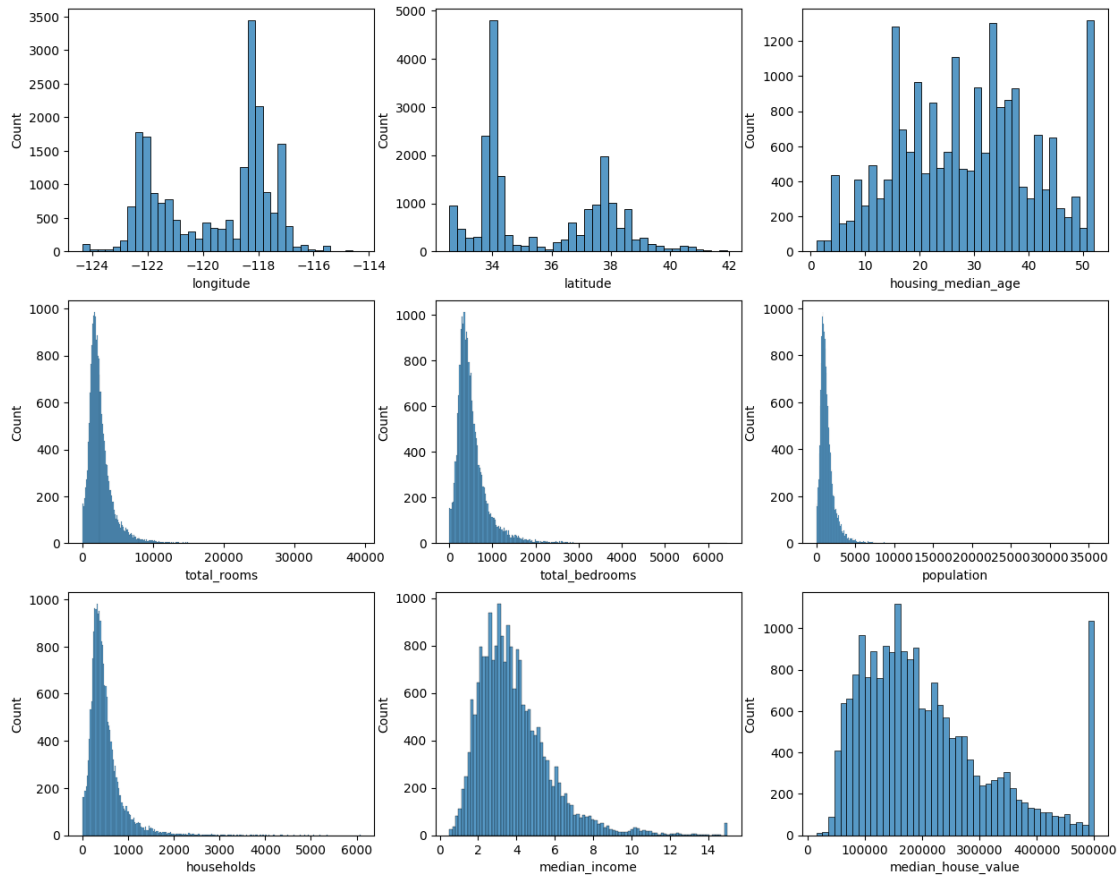 3500
3000
2500
2000
1500
1000
500
0
Count
−124 −122 −120 −118 −116 −114
longitude
5000
4000
3000
2000
1000
0
Count
34 36 38 40 42
latitude
1200
1000
800
600
400
200
0
Count
0 10 20 30 40 50
housing_median_age
1000
800
600
400
200
0
Count
0 10000 20000 30000 40000
total_rooms
1000
800
600
400
200
0
Count
0 1000 2000 3000 4000 5000 6000
total_bedrooms
1000
800
600
400
200
0
Count
0 5000 10000 15000 20000 25000 30000 35000
population
1000
800
600
400
200
0
Count
0 1000 2000 3000 4000 5000 6000
households
1000
800
600
400
200
0
Count
0 2 4 6 8 10 12 14
median_income
1000
800
600
400
200
0
Count
100000 200000 300000 400000 500000
median_house_value